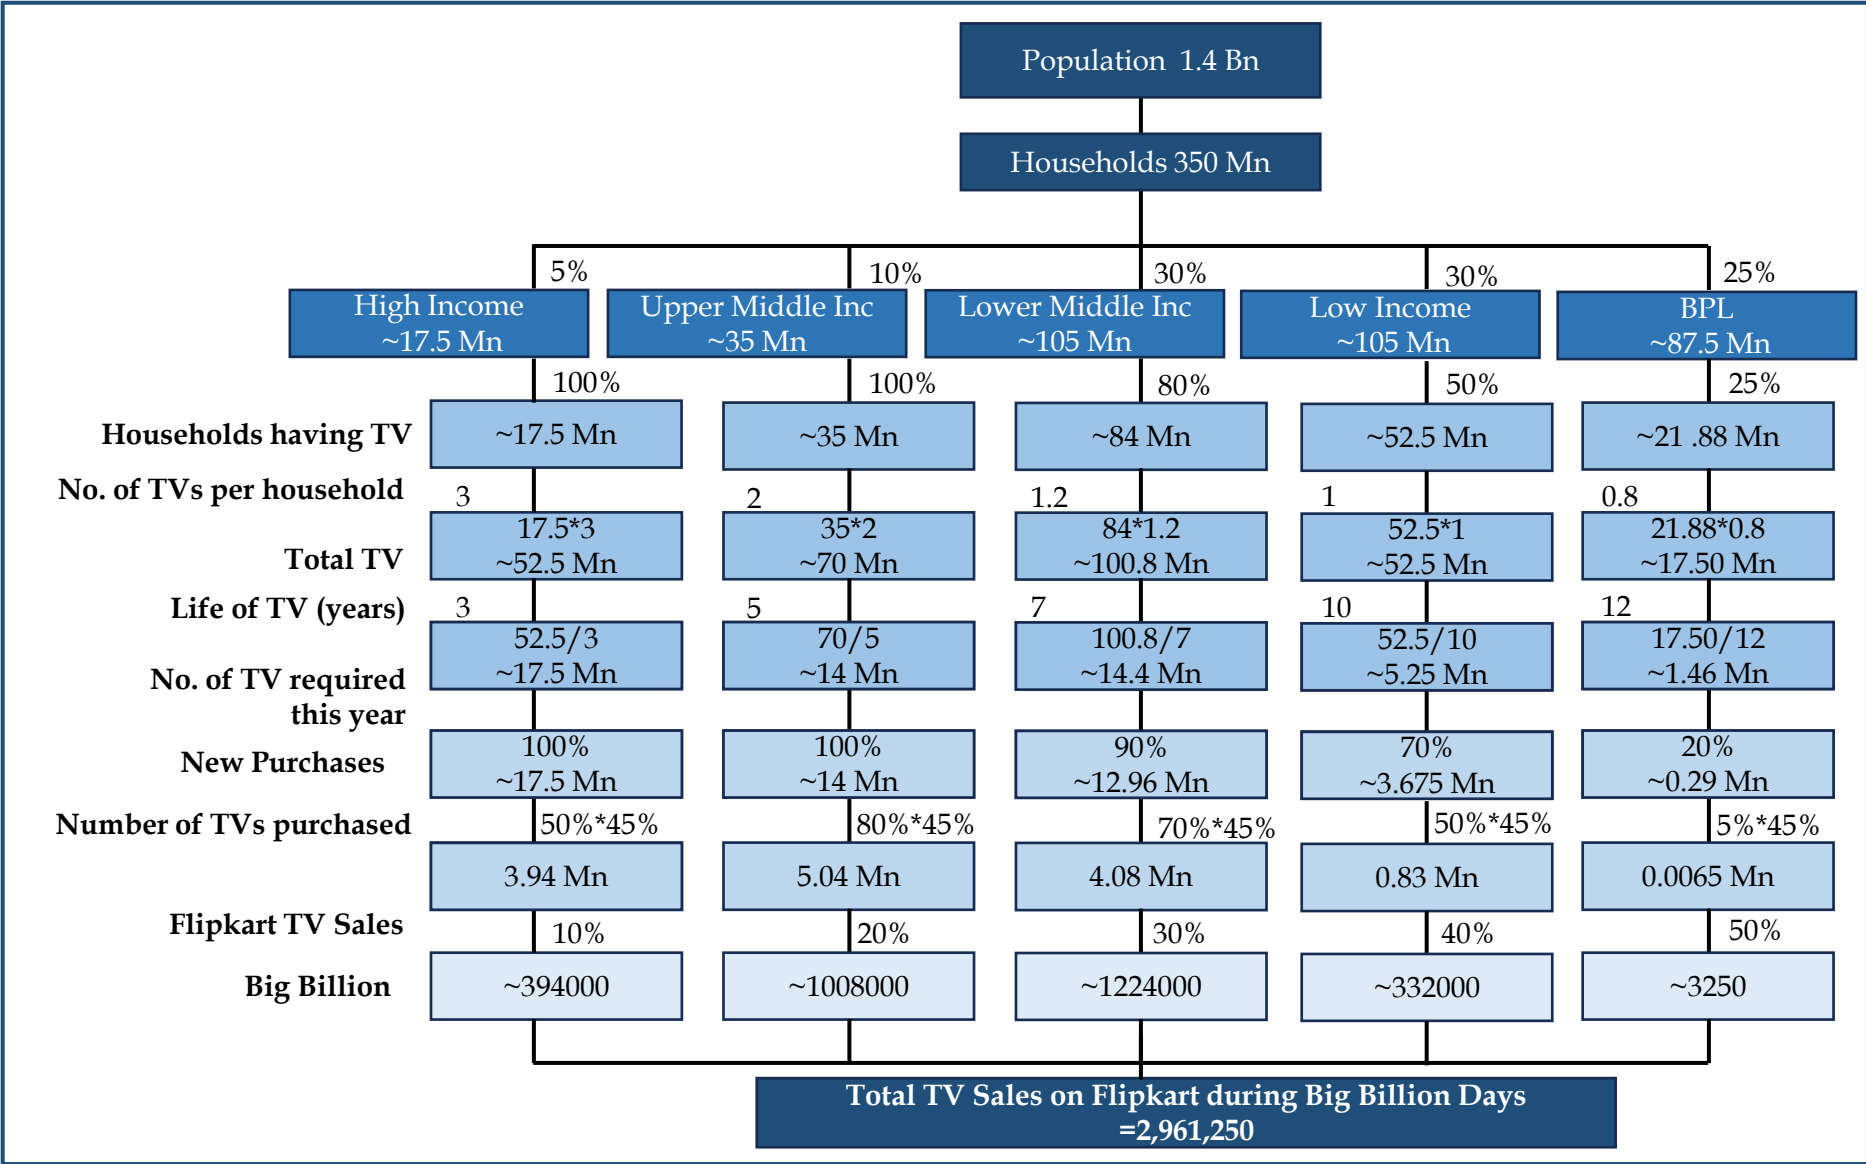 Population 1.4 Bn
Households 350 Mn
5%
10%
30%
30%
25%
High Income
~17.5 Mn
Upper Middle Inc
~35 Mn
Lower Middle Inc
~105 Mn
Low Income
~105 Mn
BPL
~87.5 Mn
100%
100%
80%
50%
25%
Households having TV
~17.5 Mn
~35 Mn
~84 Mn
~52.5 Mn
~21 .88 Mn
No. of TVs per household
3
2
1.2
1
0.8
Total TV
17.5*3
~52.5 Mn
35*2
~70 Mn
84*1.2
~100.8 Mn
52.5*1
~52.5 Mn
21.88*0.8
~17.50 Mn
Life of TV (years)
3
5
7
10
12
No. of TV required
this year
52.5/3
~17.5 Mn
70/5
~14 Mn
100.8/7
~14.4 Mn
52.5/10
~5.25 Mn
17.50/12
~1.46 Mn
New Purchases
100%
~17.5 Mn
100%
~14 Mn
90%
~12.96 Mn
70%
~3.675 Mn
20%
~0.29 Mn
Number of TVs purchased
50%*45%
80%*45%
70%*45%
50%*45%
5%*45%
3.94 Mn
5.04 Mn
4.08 Mn
0.83 Mn
0.0065 Mn
Flipkart TV Sales
10%
20%
30%
40%
50%
Big Billion
~394000
~1008000
~1224000
~332000
~3250
Total TV Sales on Flipkart during Big Billion Days
=2,961,250